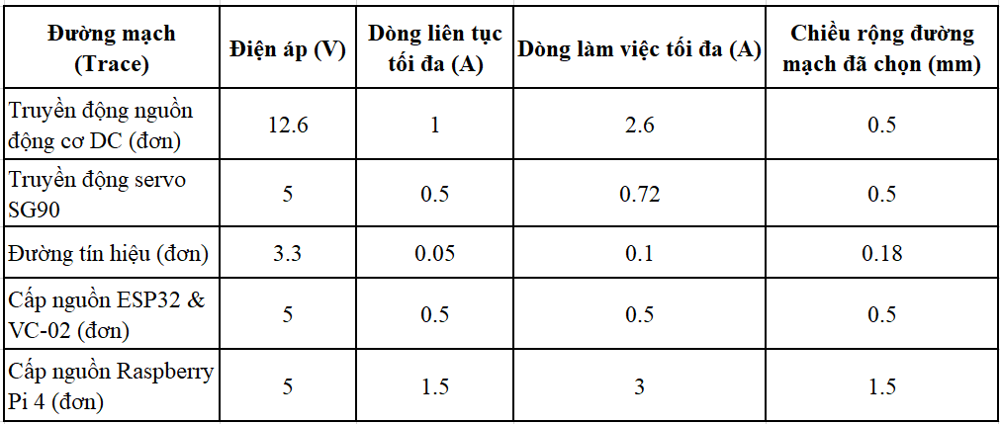 Đường mạch
(Trace)
Điện áp (V)
Dòng liên tục
tối đa (A)
Dòng làm việc tối đa (A)
Chiều rộng đường
mạch đã chọn (mm)
Truyền động nguồn
động cơ DC (đơn)
12.6
1
2.6
0.5
Truyền động servo
SG90
5
0.5
0.72
0.5
Đường tín hiệu (đơn)
3.3
0.05
0.1
0.18
Cấp nguồn ESP32 &
VC-02 (đơn)
5
0.5
0.5
0.5
Cấp nguồn Raspberry
Pi 4 (đơn)
5
1.5
3
1.5